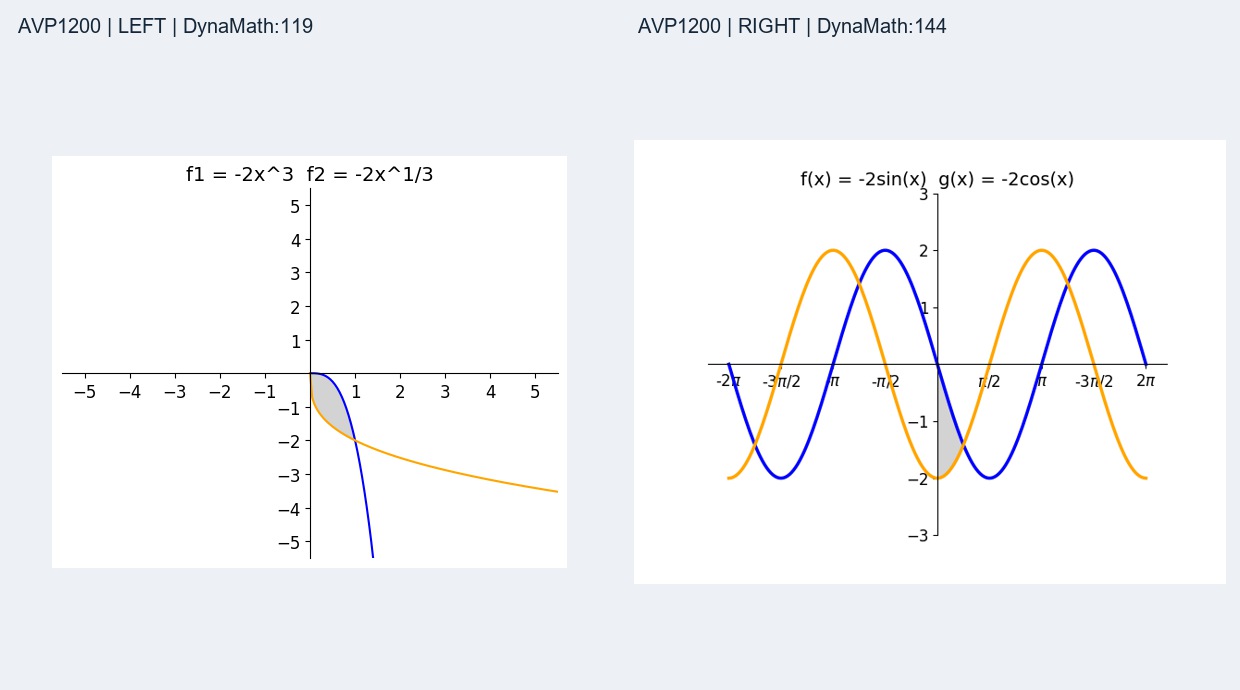 AVP1200 | LEFT | DynaMath:119
AVP1200 | RIGHT | DynaMath:144
f1 = -2x^3  f2 = -2x^1/3
5
4
3
2
1
−5 −4 −3 −2 −1 1 2 3 4 5
−1
−2
−3
−4
−5
f(x) = -2sin(x)  g(x) = -2cos(x)
3
2
1
-2π -3π/2 -π -π/2 π/2 π -3π/2 2π
−1
−2
−3